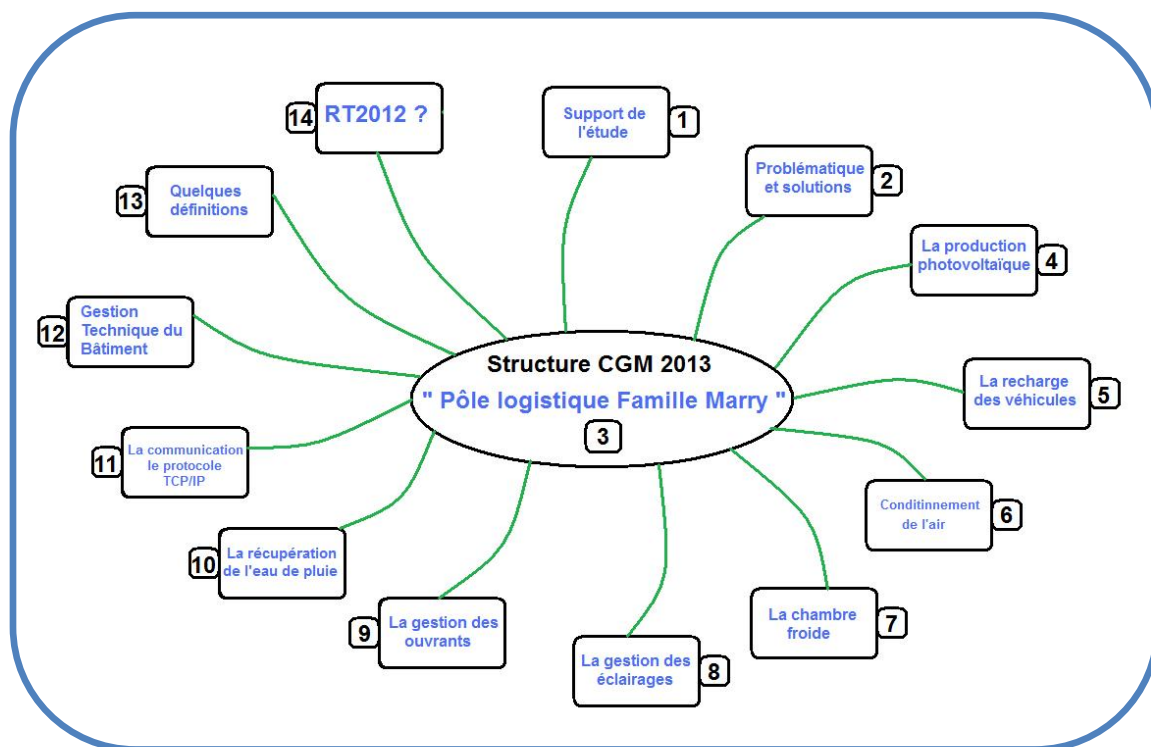 Structure CGM 2013
" Pôle logistique Famille Marry "
3
Support de
l'étude
1
Problématique
et solutions
2
La production
photovoltaïque
4
La recharge
des véhicules
5
Conditinnement
de l'air
6
La chambre
froide
7
La gestion des
éclairages
8
La gestion des
ouvrants
9
La récupération
de l'eau de pluie
10
La communication
le protocole
TCP/IP
11
Gestion
Technique du
Bâtiment
12
Quelques
définitions
13
RT2012 ?
14